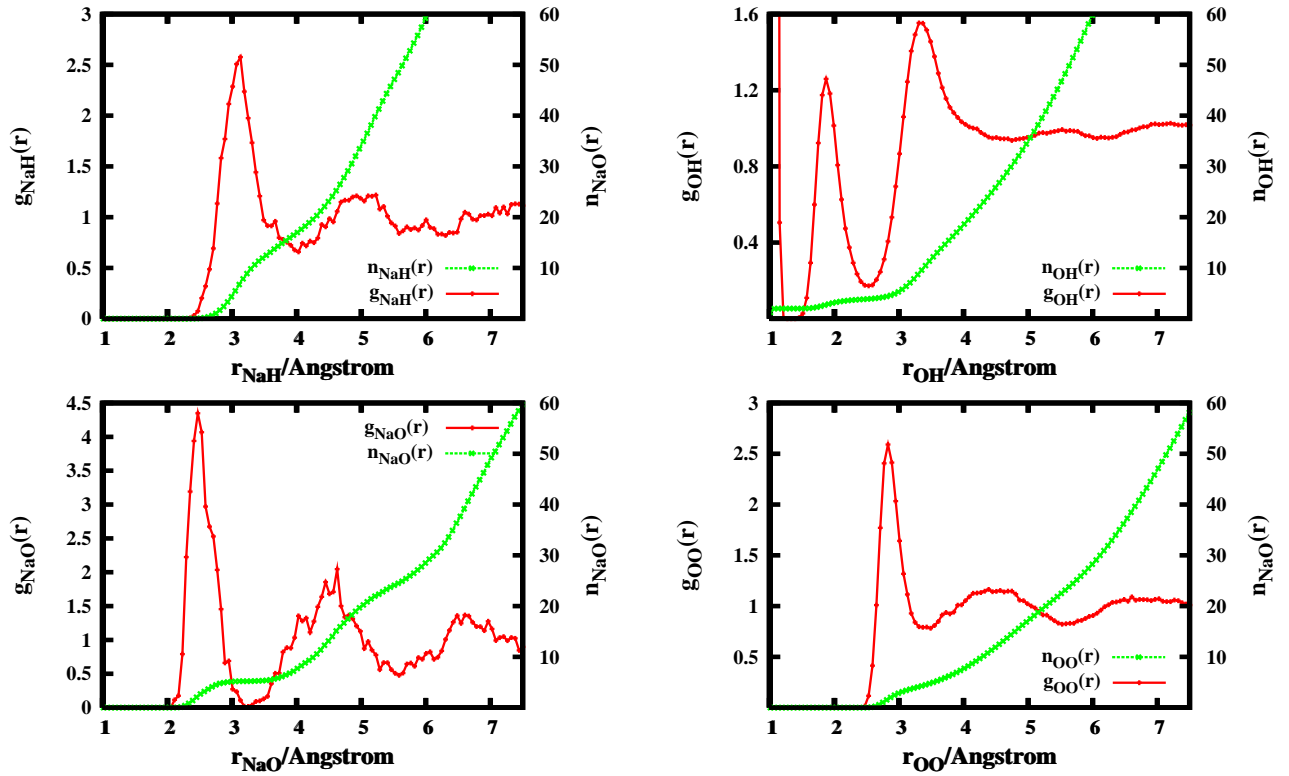 3
2.5
2
1.5
1
0.5
0
60
50
40
30
20
10
g_NaH(r)
n_NaO(r)
n_NaH(r)
g_NaH(r)
1 2 3 4 5 6 7
r_NaH/Angstrom
1.6
1.2
0.8
0.4
60
50
40
30
20
10
g_OH(r)
n_OH(r)
n_OH(r)
g_OH(r)
1 2 3 4 5 6 7
r_OH/Angstrom
4.5
4
3.5
3
2.5
2
1.5
1
0.5
0
60
50
40
30
20
10
g_NaO(r)
n_NaO(r)
g_NaO(r)
n_NaO(r)
1 2 3 4 5 6 7
r_NaO/Angstrom
3
2.5
2
1.5
1
0.5
60
50
40
30
20
10
g_OO(r)
n_NaO(r)
n_OO(r)
g_OO(r)
1 2 3 4 5 6 7
r_OO/Angstrom